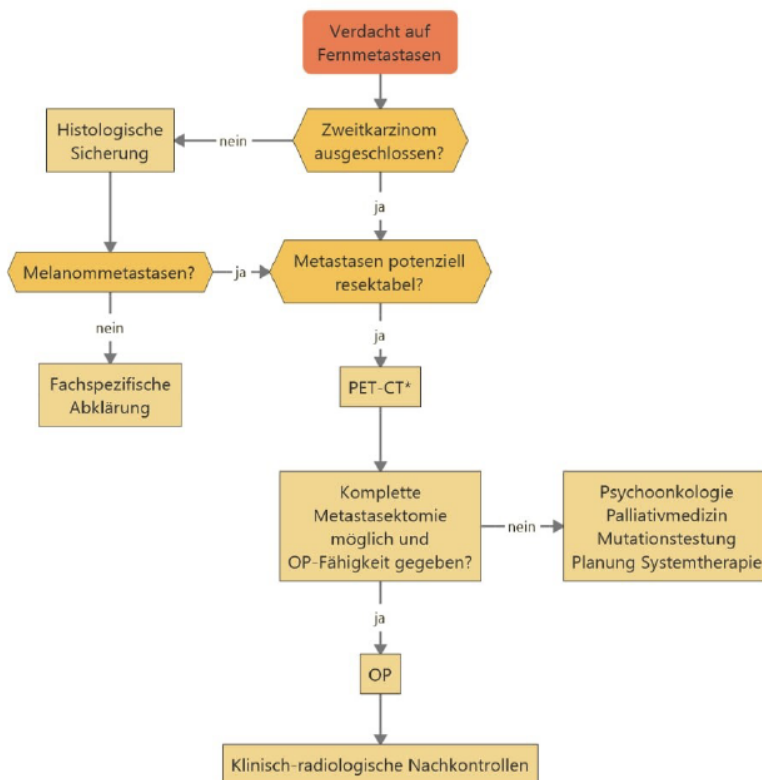 Verdacht auf
Fernmetastasen
Histologische
Sicherung
nein
Zweitkarzinom
ausgeschlossen?
ja
Melanommetastasen?
ja
Metastasen potenziell
resektabel?
nein
ja
Fachspezifische
Abklärung
PET-CT*
Komplette
Metastasektomie
möglich und
OP-Fähigkeit gegeben?
nein
Psychoonkologie
Palliativmedizin
Mutationstestung
Planung Systemtherapie
ja
OP
Klinisch-radiologische Nachkontrollen